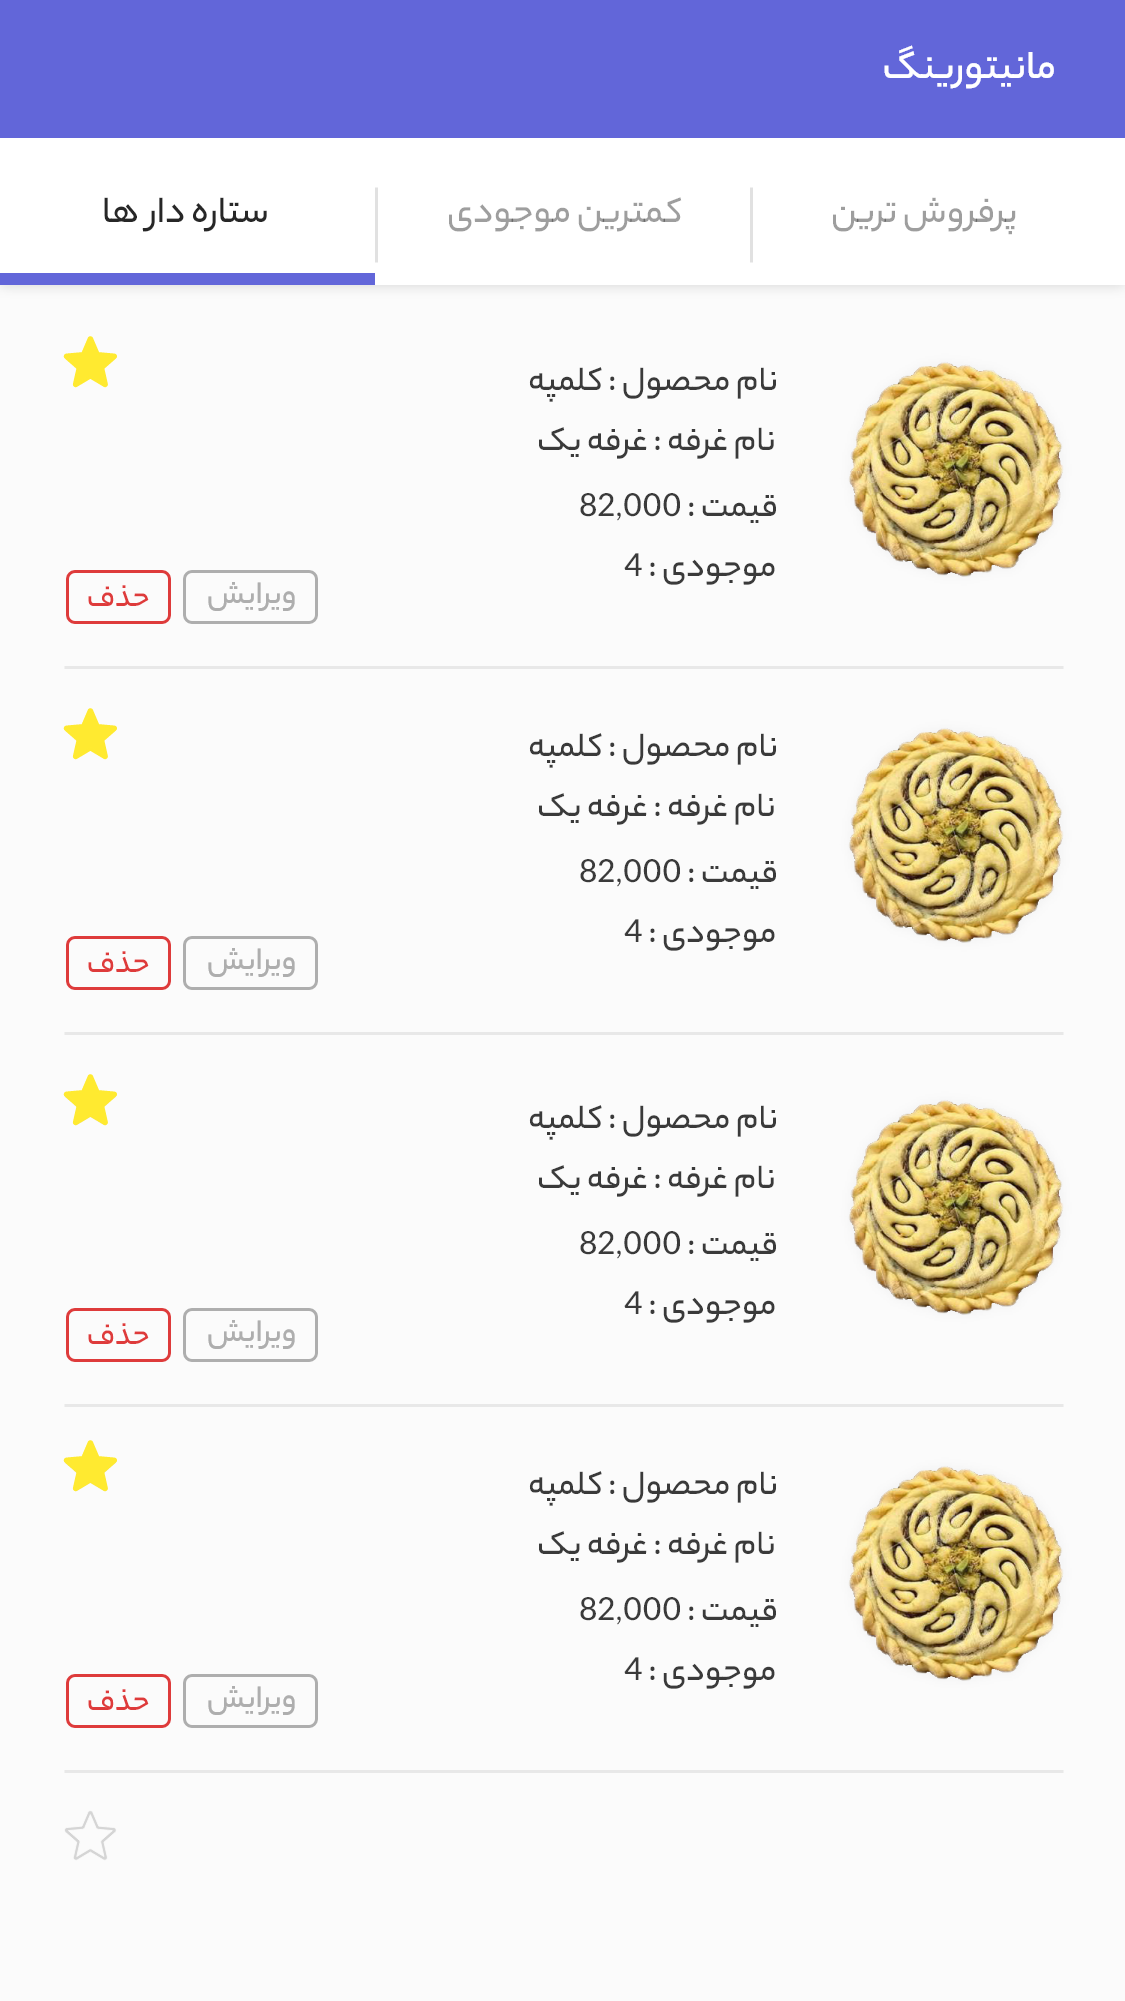 مانیتورینگ
پرفروش ترین
کمترین موجودی
ستاره دار ها
نام محصول : کلمپه
نام غرفه : غرفه یک
قیمت : 82,000
موجودی : 4
ویرایش
حذف
نام محصول : کلمپه
نام غرفه : غرفه یک
قیمت : 82,000
موجودی : 4
ویرایش
حذف
نام محصول : کلمپه
نام غرفه : غرفه یک
قیمت : 82,000
موجودی : 4
ویرایش
حذف
نام محصول : کلمپه
نام غرفه : غرفه یک
قیمت : 82,000
موجودی : 4
ویرایش
حذف